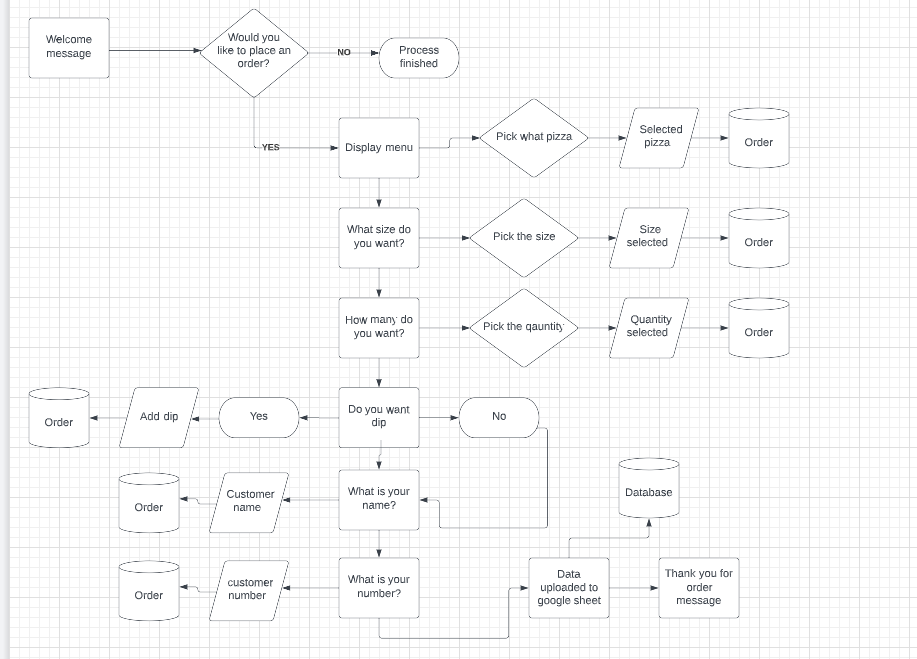 Welcome
message
Would you
like to place an
order?
NO
Process
finished
YES
Display menu
Pick what pizza
Selected
pizza
Order
What size do
you want?
Pick the size
Size
selected
Order
How many do
you want?
Pick the qauntity
Quantity
selected
Order
Order
Add dip
Yes
Do you want
dip
No
Order
Customer
name
What is your
name?
Database
Order
customer
number
What is your
number?
Data
uploaded to
google sheet
Thank you for
order
message